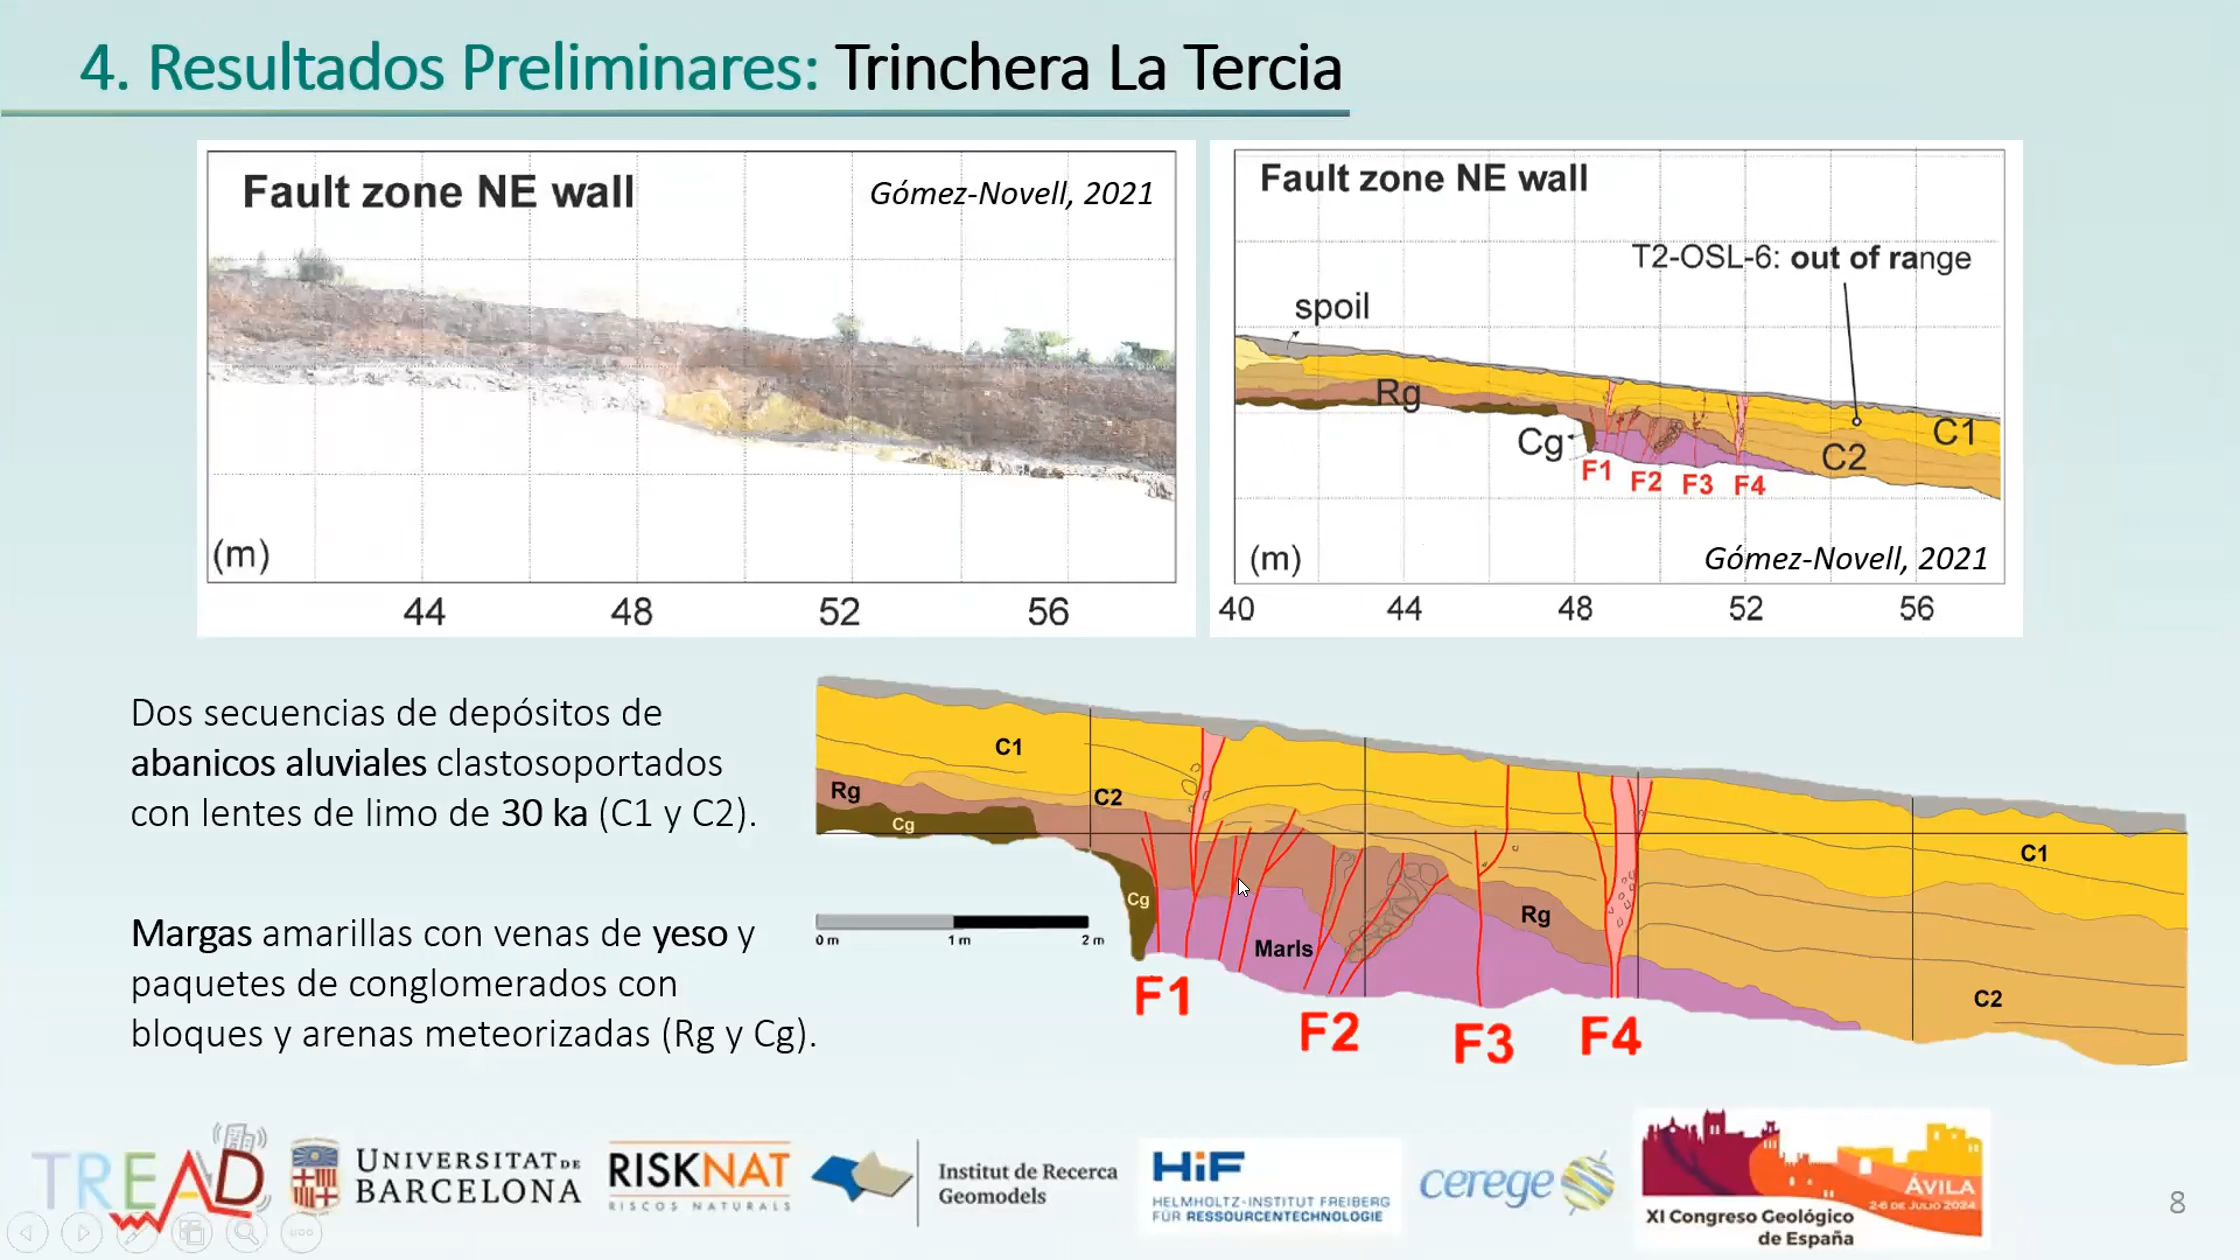 4. Resultados Preliminares: Trinchera La Tercia
Fault zone NE wall
Gómez-Novell, 2021
(m)
44 48 52 56
Fault zone NE wall
T2-OSL-6: out of range
spoil
Rg
Cg
C1
C2
F1 F2 F3 F4
(m)
Gómez-Novell, 2021
40 44 48 52 56
Dos secuencias de depósitos de
abanicos aluviales clastosoportados
con lentes de limo de 30 ka (C1 y C2).
Margas amarillas con venas de yeso y
paquetes de conglomerados con
bloques y arenas meteorizadas (Rg y Cg).
C1
Rg
C2
Cg
C1
Cg
Rg
Marls
C2
0 m 1 m 2 m
F1
F2
F3
F4
TREAD
UNIVERSITAT DE
BARCELONA
RISKNAT
RISCOS NATURALS
Institut de Recerca
Geomodels
HiF
HELMHOLTZ-INSTITUT FREIBERG
FÜR RESSOURCENTECHNOLOGIE
cerege
ÁVILA
2-6 DE JULIO 2024
XI Congreso Geológico
de España
8